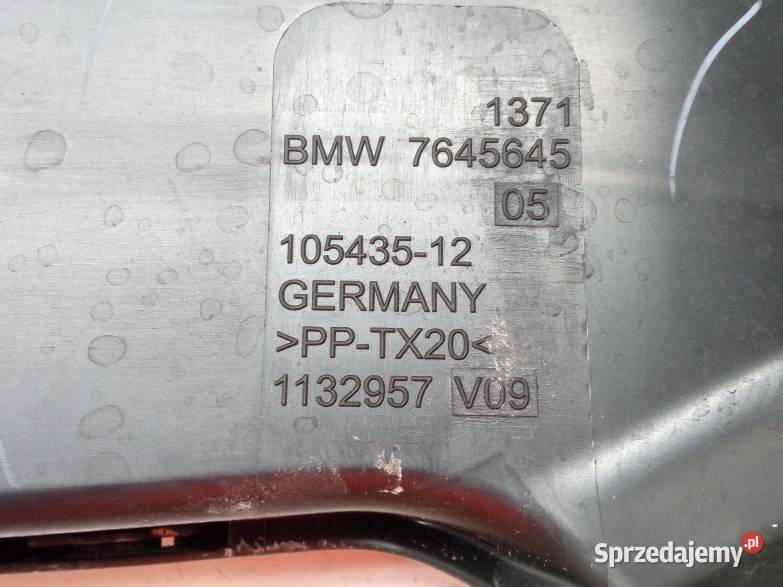 1371
BMW 7645645
05
105435-12
GERMANY
>PP-TX20<
1132957 V09
Sprzedajemy.pl